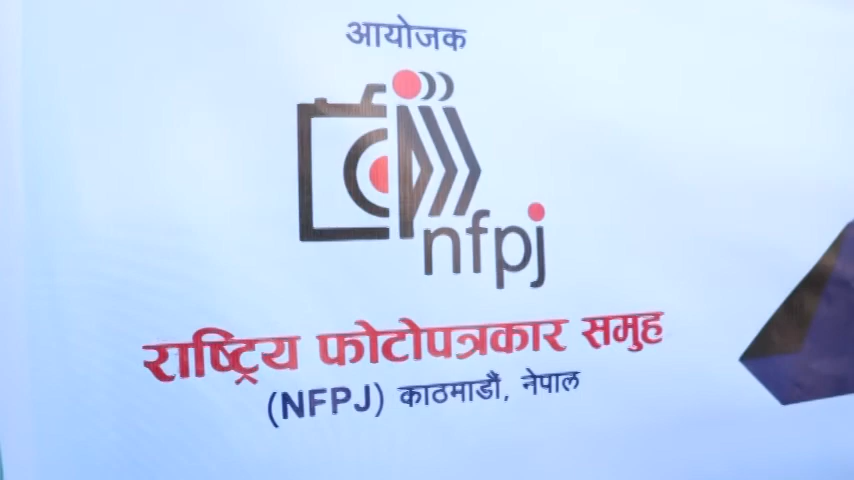 आयोजक
nfpj
राष्ट्रिय फोटोपत्रकार समुह
(NFPJ) काठमाडौं, नेपाल